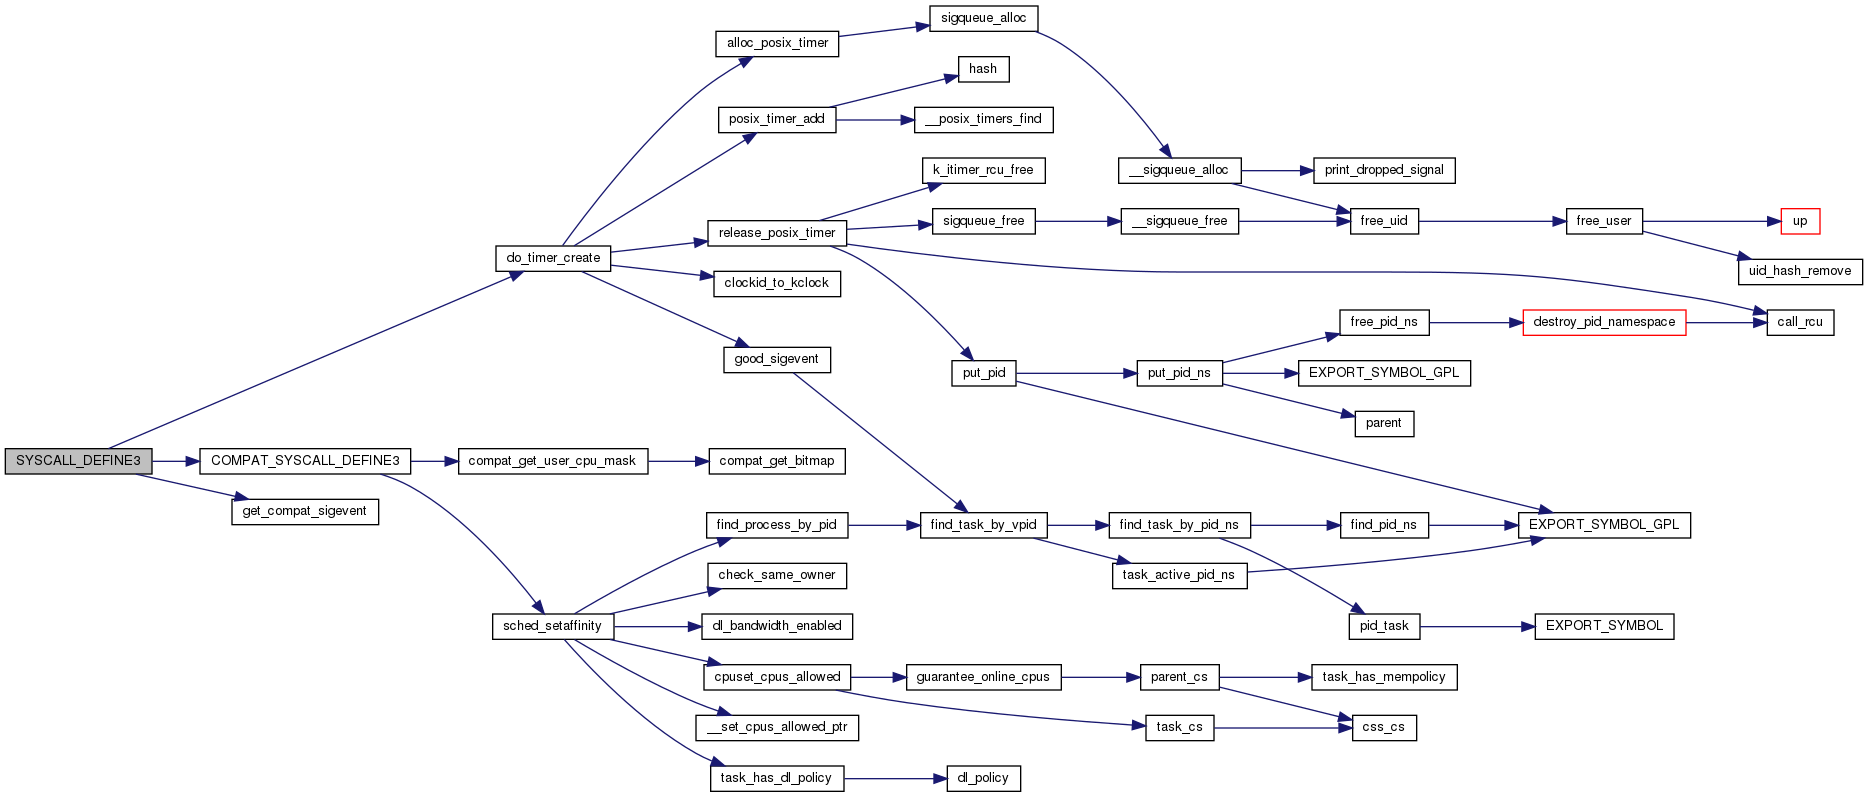 sigqueue_alloc
alloc_posix_timer
hash
posix_timer_add
__posix_timers_find
k_itimer_rcu_free
__sigqueue_alloc
print_dropped_signal
release_posix_timer
sigqueue_free
__sigqueue_free
free_uid
free_user
up
do_timer_create
uid_hash_remove
clockid_to_kclock
free_pid_ns
destroy_pid_namespace
call_rcu
good_sigevent
put_pid
put_pid_ns
EXPORT_SYMBOL_GPL
parent
SYSCALL_DEFINE3
COMPAT_SYSCALL_DEFINE3
compat_get_user_cpu_mask
compat_get_bitmap
get_compat_sigevent
find_process_by_pid
find_task_by_vpid
find_task_by_pid_ns
find_pid_ns
EXPORT_SYMBOL_GPL
check_same_owner
task_active_pid_ns
sched_setaffinity
dl_bandwidth_enabled
pid_task
EXPORT_SYMBOL
cpuset_cpus_allowed
guarantee_online_cpus
parent_cs
task_has_mempolicy
__set_cpus_allowed_ptr
task_cs
css_cs
task_has_dl_policy
dl_policy